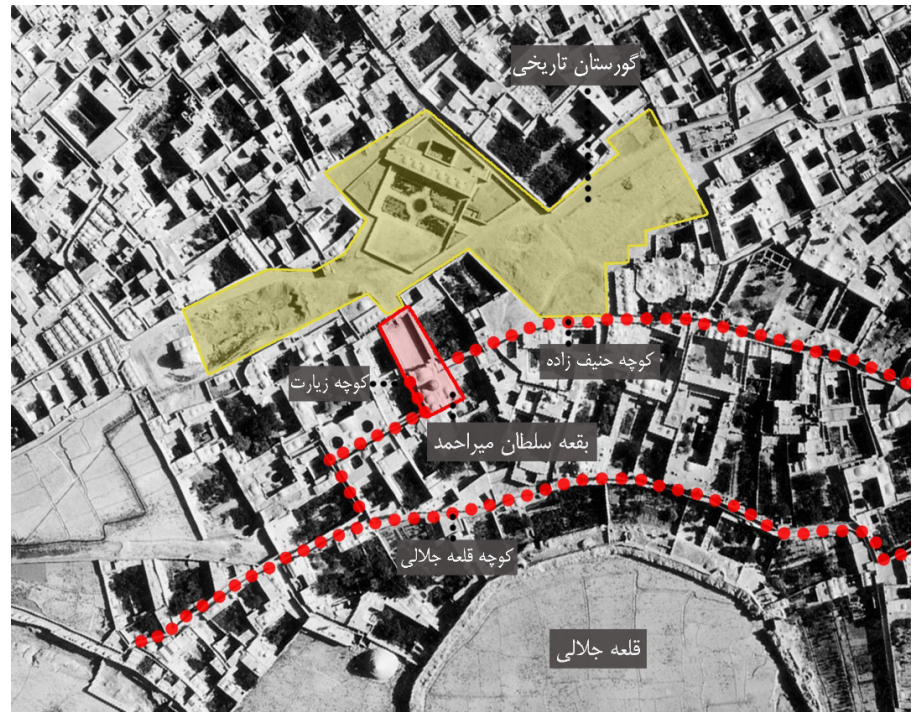 گورستان تاریخی
کوچه حنیف زاده
کوچه زیارت
بقعه سلطان میراحمد
کوچه قلعه جلالی
قلعه جلالی